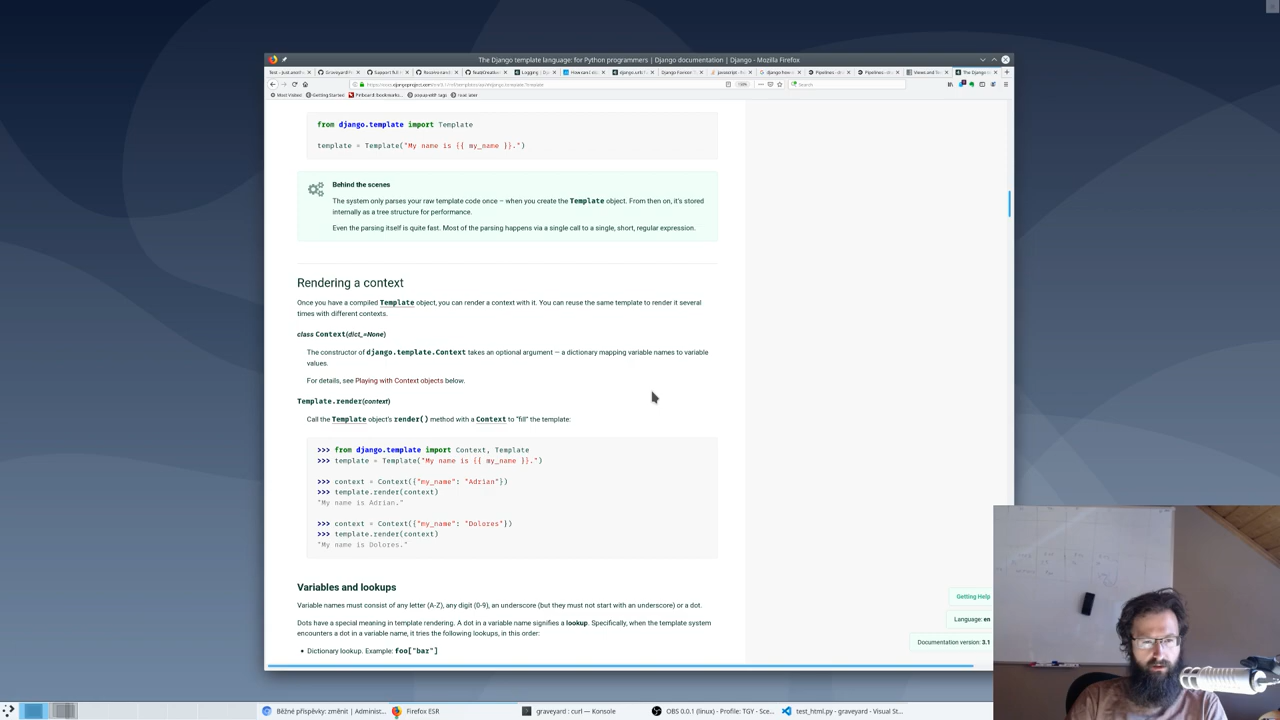 The Django template language: for Python programmers | Django documentation | Django - Mozilla Firefox
Search
Most Visited
Getting Started
Pinboard bookmarks...
from django.template import Template
template = Template("My name is {{ my_name }}.")
Behind the scenes
The system only parses your raw template code once – when you create the Template object. From then on, it's stored
internally as a tree structure for performance.
Even the parsing itself is quite fast. Most of the parsing happens via a single call to a single, short, regular expression.
Rendering a context
Once you have a compiled Template object, you can render a context with it. You can reuse the same template to render it several
times with different contexts.
class Context(dict_=None)
The constructor of django.template.Context takes an optional argument — a dictionary mapping variable names to variable
values.
For details, see Playing with Context objects below.
Template.render(context)
Call the Template object's render() method with a Context to "fill" the template:
>>> from django.template import Context, Template
>>> template = Template("My name is {{ my_name }}.")
>>> context = Context({"my_name": "Adrian"})
>>> template.render(context)
"My name is Adrian."
>>> context = Context({"my_name": "Dolores"})
>>> template.render(context)
"My name is Dolores."
Variables and lookups
Variable names must consist of any letter (A-Z), any digit (0-9), an underscore (but they must not start with an underscore) or a dot.
Dots have a special meaning in template rendering. A dot in a variable name signifies a lookup. Specifically, when the template system
encounters a dot in a variable name, it tries the following lookups, in this order:
• Dictionary lookup. Example: foo["bar"]
Getting Help
Language: en
Documentation version: 3.1
Běžné příspěvky: změnit | Administ...
Firefox ESR
graveyard : curl — Konsole
OBS 0.0.1 (linux) - Profile: TGY - Sce...
test_html.py - graveyard - Visual St...